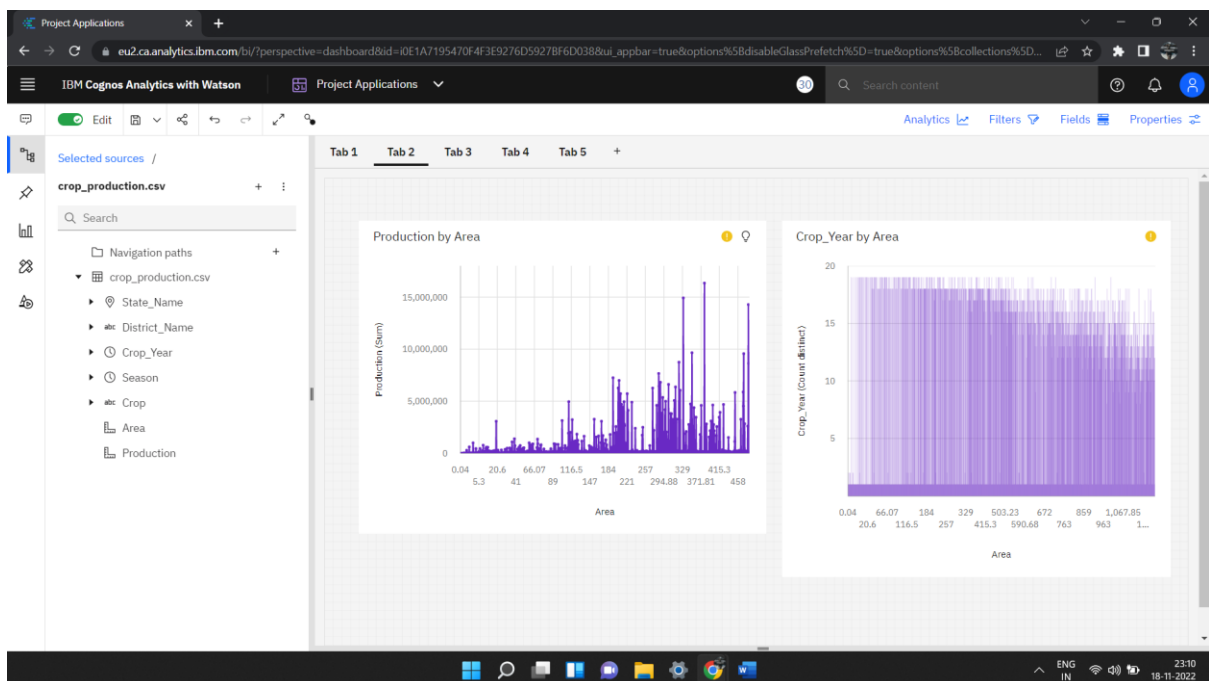 Project Applications
eu2.ca.analytics.ibm.com/bi/?perspective=dashboard&id=i0E1A7195470F4F3E9276D5927BF6D038&ui_appbar=true&options%5BdisableGlassPrefetch%5D=true&options%5Bcollections%5D...
IBM Cognos Analytics with Watson
Project Applications
30
Search content
Edit
Analytics
Filters
Fields
Properties
Selected sources /
Tab 1 Tab 2 Tab 3 Tab 4 Tab 5 +
crop_production.csv
Search
Navigation paths
crop_production.csv
State_Name
abc District_Name
Crop_Year
Season
abc Crop
Area
Production
Production by Area
Production (Sum)
15,000,000
10,000,000
5,000,000
0
0.04 20.6 66.07 116.5 184 257 329 415.3
5.3 41 89 147 221 294.88 371.81 458
Area
Crop_Year by Area
Crop_Year (Count distinct)
20
15
10
5
0.04 66.07 184 329 503.23 672 859 1,067.85
20.6 116.5 257 415.3 590.68 763 963 1...
Area
ENG
IN
23:10
18-11-2022